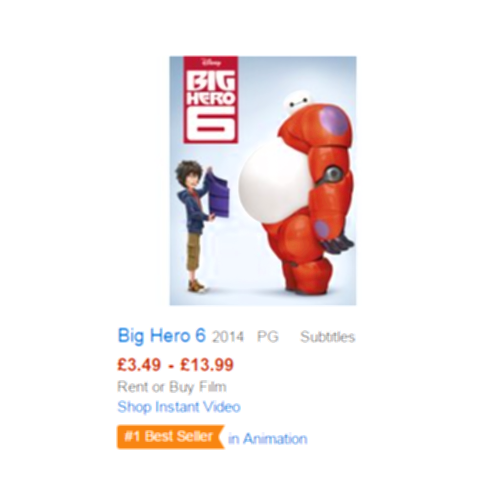 Disney
BIG
HERO
6
Big Hero 6 2014 PG Subtitles
£3.49 - £13.99
Rent or Buy Film
Shop Instant Video
#1 Best Seller in Animation